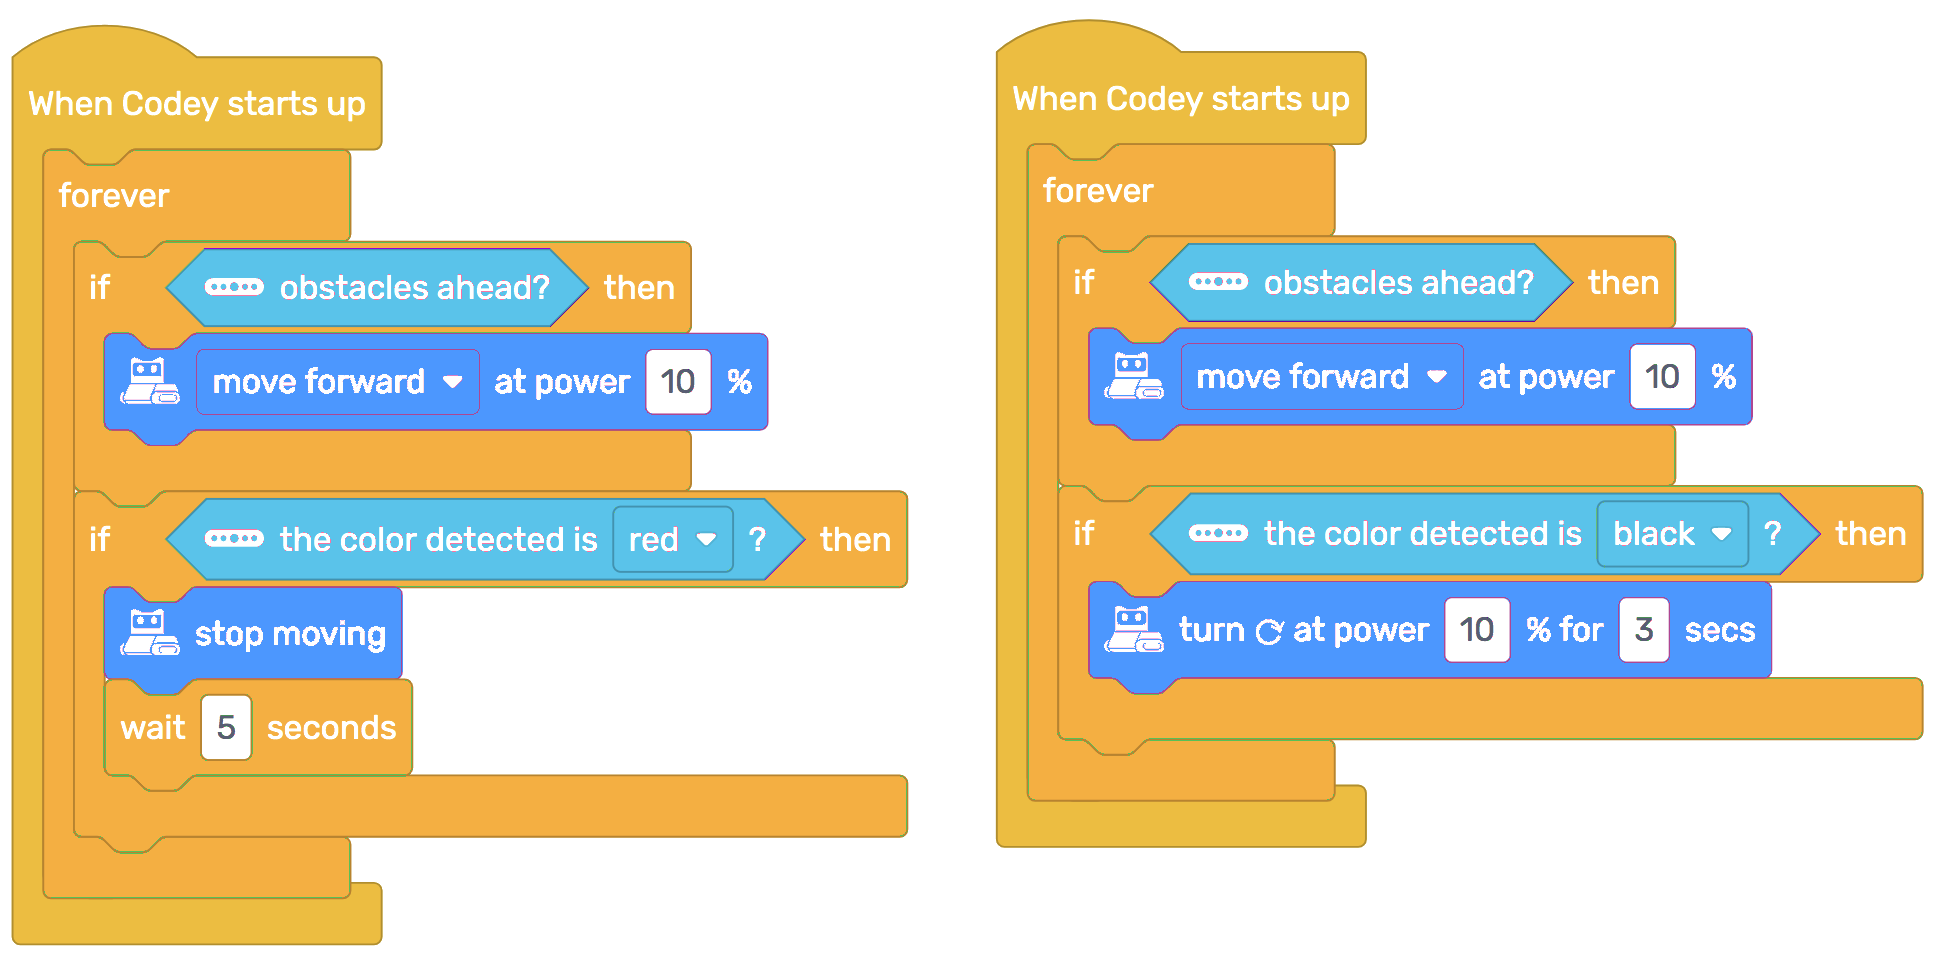 When Codey starts up
forever
if obstacles ahead? then
move forward at power 10 %
if the color detected is red ? then
stop moving
wait 5 seconds
When Codey starts up
forever
if obstacles ahead? then
move forward at power 10 %
if the color detected is black ? then
turn at power 10 % for 3 secs